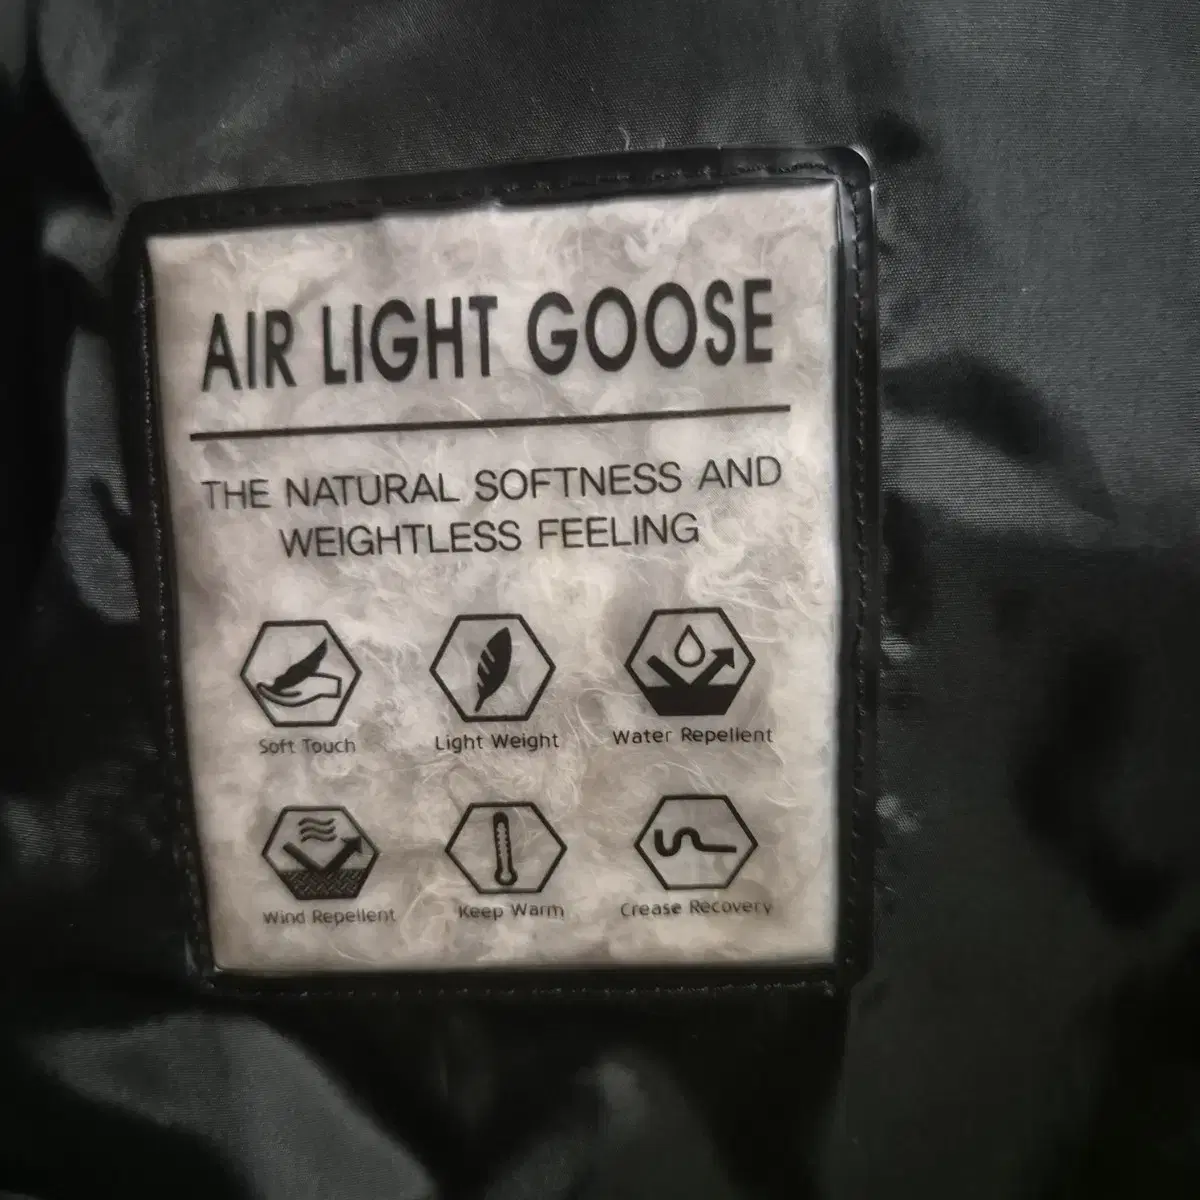 AIR LIGHT GOOSE
THE NATURAL SOFTNESS AND
WEIGHTLESS FEELING
Soft Touch
Light Weight
Water Repellent
Wind Repellent
Keep Warm
Crease Recovery